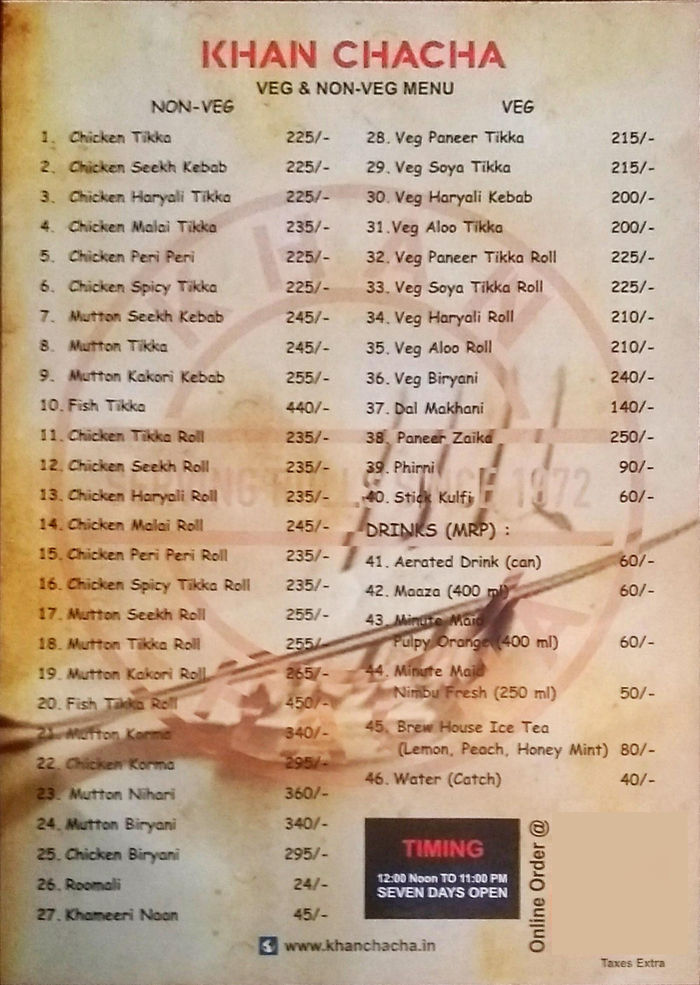 KHAN CHACHA
VEG & NON-VEG MENU
NON-VEG
1. Chicken Tikka 225/-
2. Chicken Seekh Kebab 225/-
3. Chicken Haryali Tikka 225/-
4. Chicken Malai Tikka 235/-
5. Chicken Peri Peri 225/-
6. Chicken Spicy Tikka 225/-
7. Mutton Seekh Kebab 245/-
8. Mutton Tikka 245/-
9. Mutton Kakori Kebab 255/-
10. Fish Tikka 440/-
11. Chicken Tikka Roll 235/-
12. Chicken Seekh Roll 235/-
13. Chicken Haryali Roll 235/-
14. Chicken Malai Roll 245/-
15. Chicken Peri Peri Roll 235/-
16. Chicken Spicy Tikka Roll 235/-
17. Mutton Seekh Roll 255/-
18. Mutton Tikka Roll 255/-
19. Mutton Kakori Roll 265/-
20. Fish Tikka Roll 450/-
21. Mutton Korma 340/-
22. Chicken Korma 295/-
23. Mutton Nihari 360/-
24. Mutton Biryani 340/-
25. Chicken Biryani 295/-
26. Roomali 24/-
27. Khameeri Naan 45/-
VEG
28. Veg Paneer Tikka 215/-
29. Veg Soya Tikka 215/-
30. Veg Haryali Kebab 200/-
31.Veg Aloo Tikka 200/-
32. Veg Paneer Tikka Roll 225/-
33. Veg Soya Tikka Roll 225/-
34. Veg Haryali Roll 210/-
35. Veg Aloo Roll 210/-
36. Veg Biryani 240/-
37. Dal Makhani 140/-
38. Paneer Zaika 250/-
39. Phirni 90/-
40. Stick Kulfi 60/-
DRINKS (MRP) :
41. Aerated Drink (can) 60/-
42. Maaza (400 ml) 60/-
43. Minute Maid
Pulpy Orange (400 ml) 60/-
44. Minute Maid
Nimbu Fresh (250 ml) 50/-
45. Brew House Ice Tea
(Lemon, Peach, Honey Mint) 80/-
46. Water (Catch) 40/-
TIMING
12:00 Noon TO 11:00 PM
SEVEN DAYS OPEN
Online Order @
www.khanchacha.in
Taxes Extra
SINCE 1972